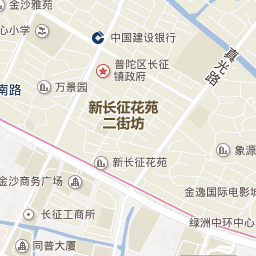 金沙雅苑
心小学
中国建设银行
真光路
普陀区长征
镇政府
万景园
南路
新长征花苑
二街坊
新长征花苑
象源
金沙商务广场
金逸国际电影城
长征工商所
绿洲中环中心
同普大厦